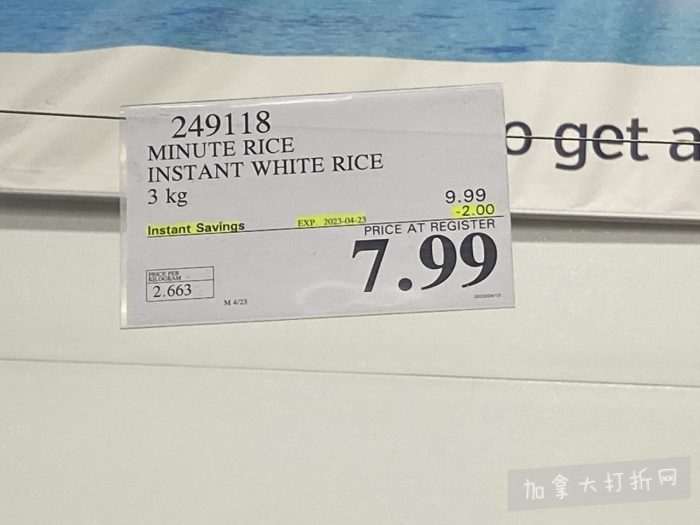 249118
MINUTE RICE
INSTANT WHITE RICE
3 kg
9.99
Instant Savings EXP. 2023-04-23 -2.00
PRICE AT REGISTER
7.99
PRICE PER
KILOGRAM
2.663
M 4/23
o get a
加拿大打折网